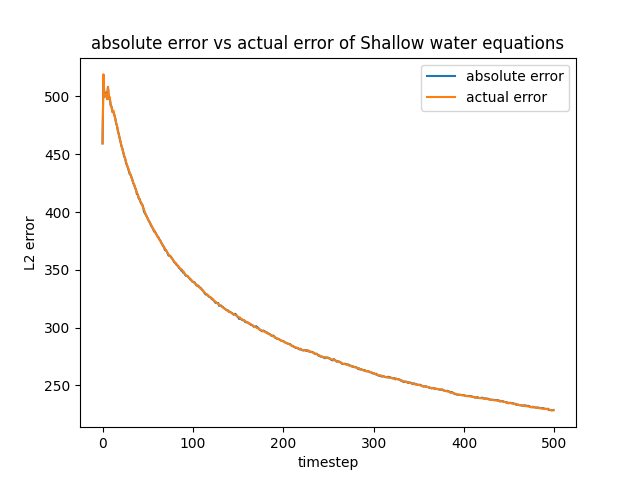 absolute error vs actual error of Shallow water equations
absolute error
actual error
500
450
400
350
300
250
L2 error
0 100 200 300 400 500
timestep